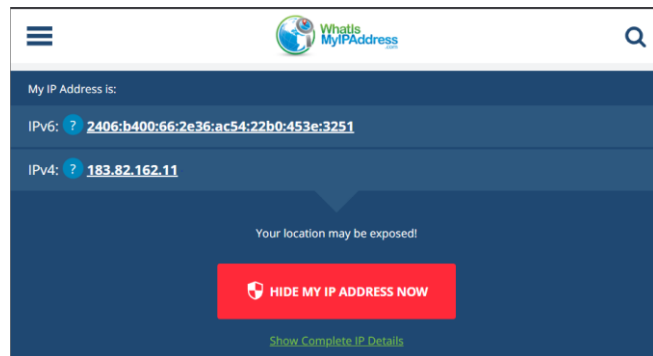 WhatIs
MyIPAddress
.com
My IP Address is:
IPv6: ? 2406:b400:66:2e36:ac54:22b0:453e:3251
IPv4: ? 183.82.162.11
Your location may be exposed!
HIDE MY IP ADDRESS NOW
Show Complete IP Details